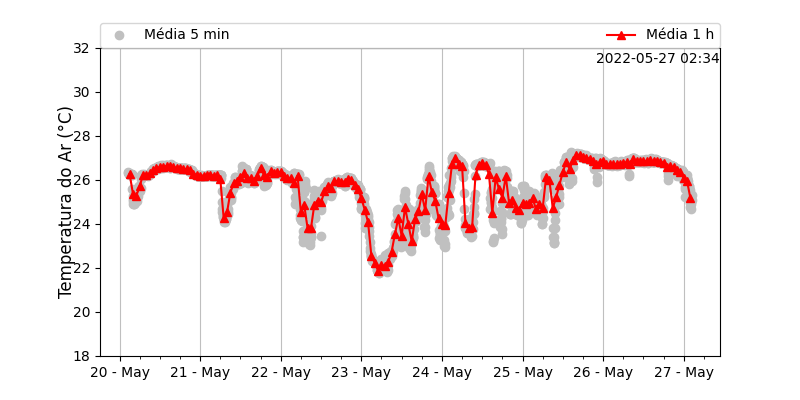 Média 5 min
Média 1 h
2022-05-27 02:34
Temperatura do Ar (°C)
32
30
28
26
24
22
20
18
20 - May
21 - May
22 - May
23 - May
24 - May
25 - May
26 - May
27 - May